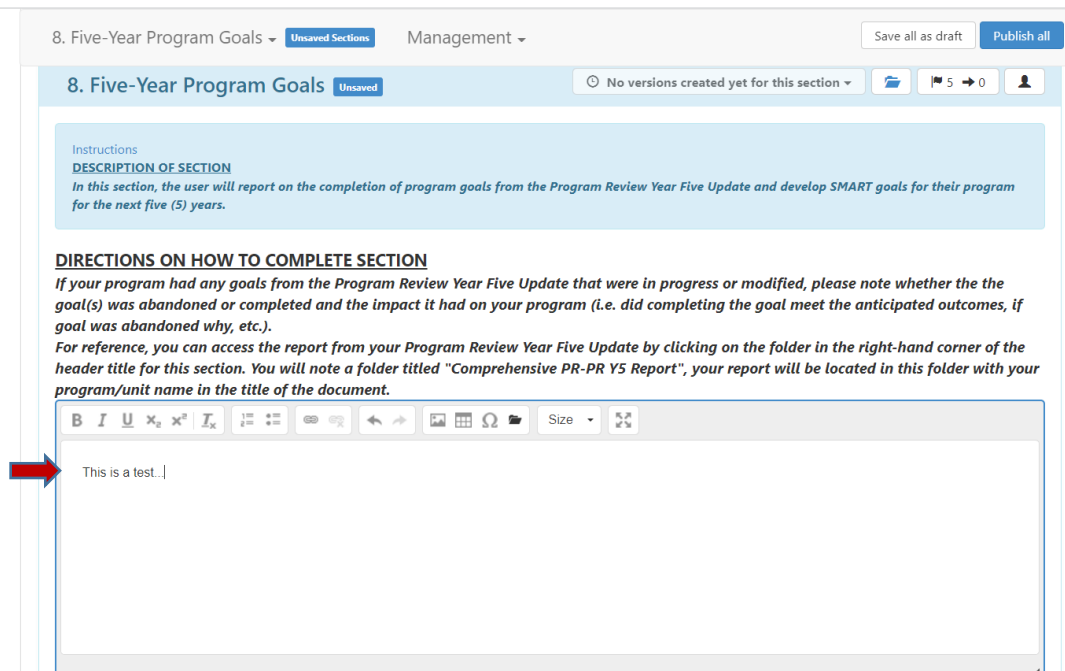 8. Five-Year Program Goals Unsaved Sections Management Save all as draft Publish all
8. Five-Year Program Goals Unsaved No versions created yet for this section 5 0
Instructions
DESCRIPTION OF SECTION
In this section, the user will report on the completion of program goals from the Program Review Year Five Update and develop SMART goals for their program
for the next five (5) years.
DIRECTIONS ON HOW TO COMPLETE SECTION
If your program had any goals from the Program Review Year Five Update that were in progress or modified, please note whether the the
goal(s) was abandoned or completed and the impact it had on your program (i.e. did completing the goal meet the anticipated outcomes, if
goal was abandoned why, etc.).
For reference, you can access the report from your Program Review Year Five Update by clicking on the folder in the right-hand corner of the
header title for this section. You will note a folder titled "Comprehensive PR-PR Y5 Report", your report will be located in this folder with your
program/unit name in the title of the document.
B I U x₂ x² Tx Ω Size
This is a test...